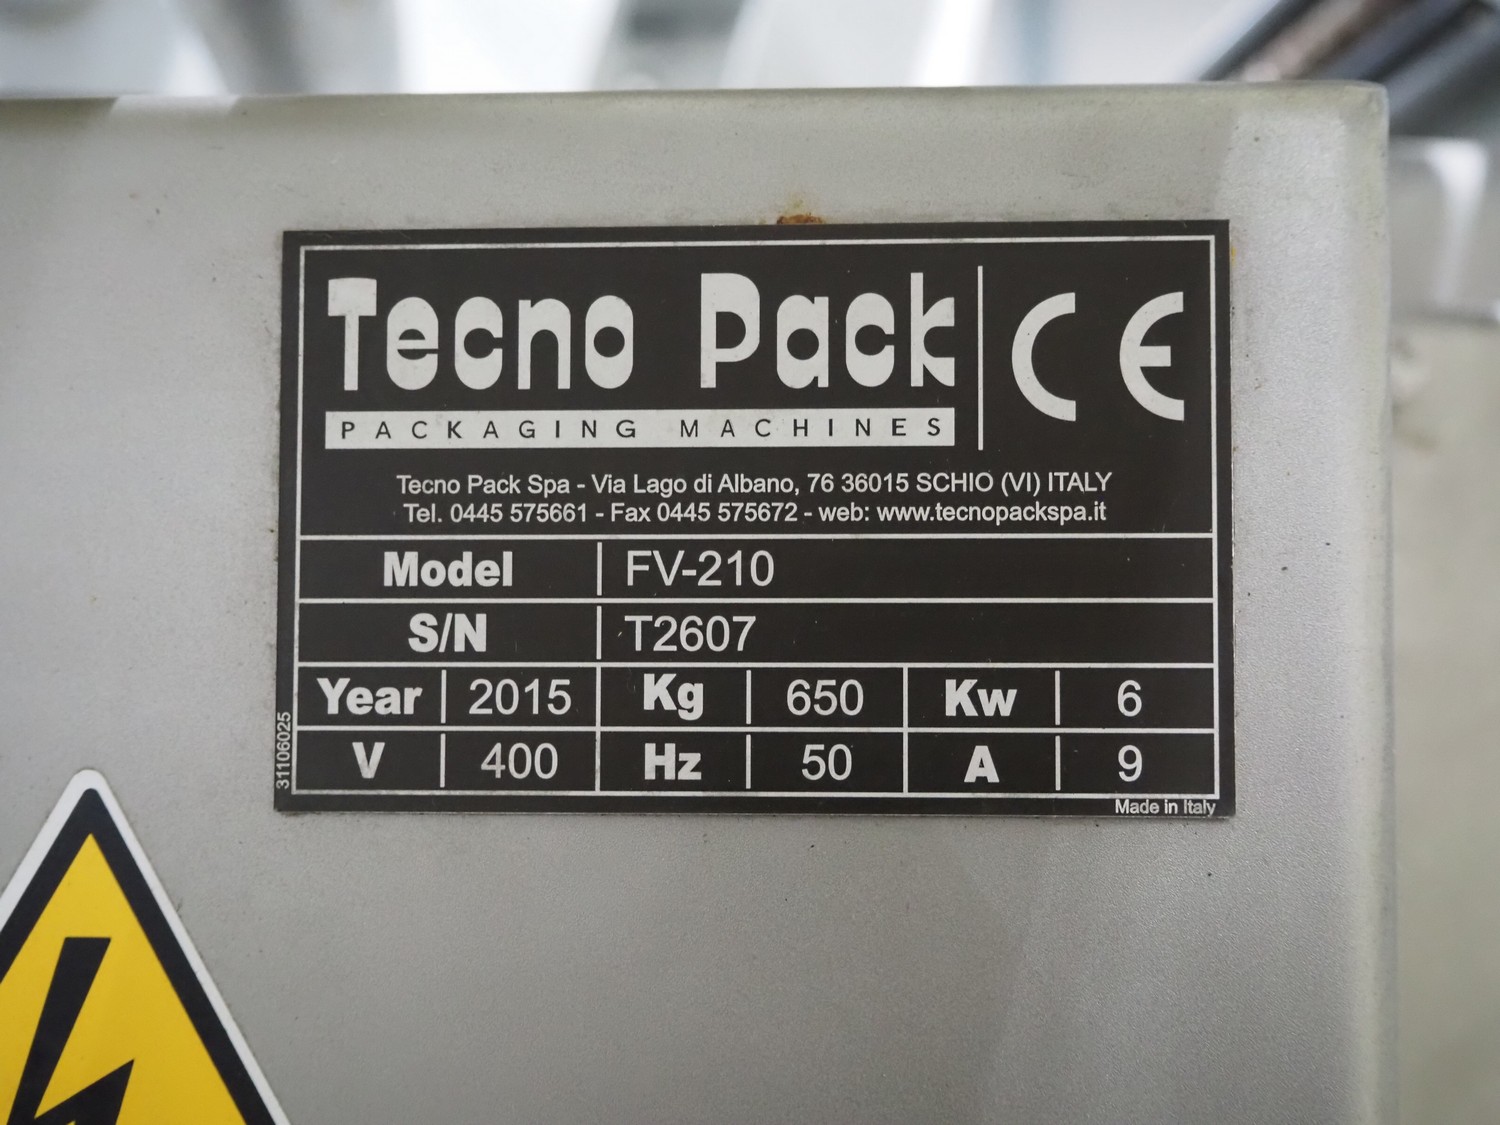 Tecno Pack CE
PACKAGING MACHINES
Tecno Pack Spa - Via Lago di Albano, 76 36015 SCHIO (VI) ITALY
Tel. 0445 575661 - Fax 0445 575672 - web: www.tecnopackspa.it
Model FV-210
S/N T2607
Year 2015 Kg 650 Kw 6
V 400 Hz 50 A 9
31106025
Made in Italy